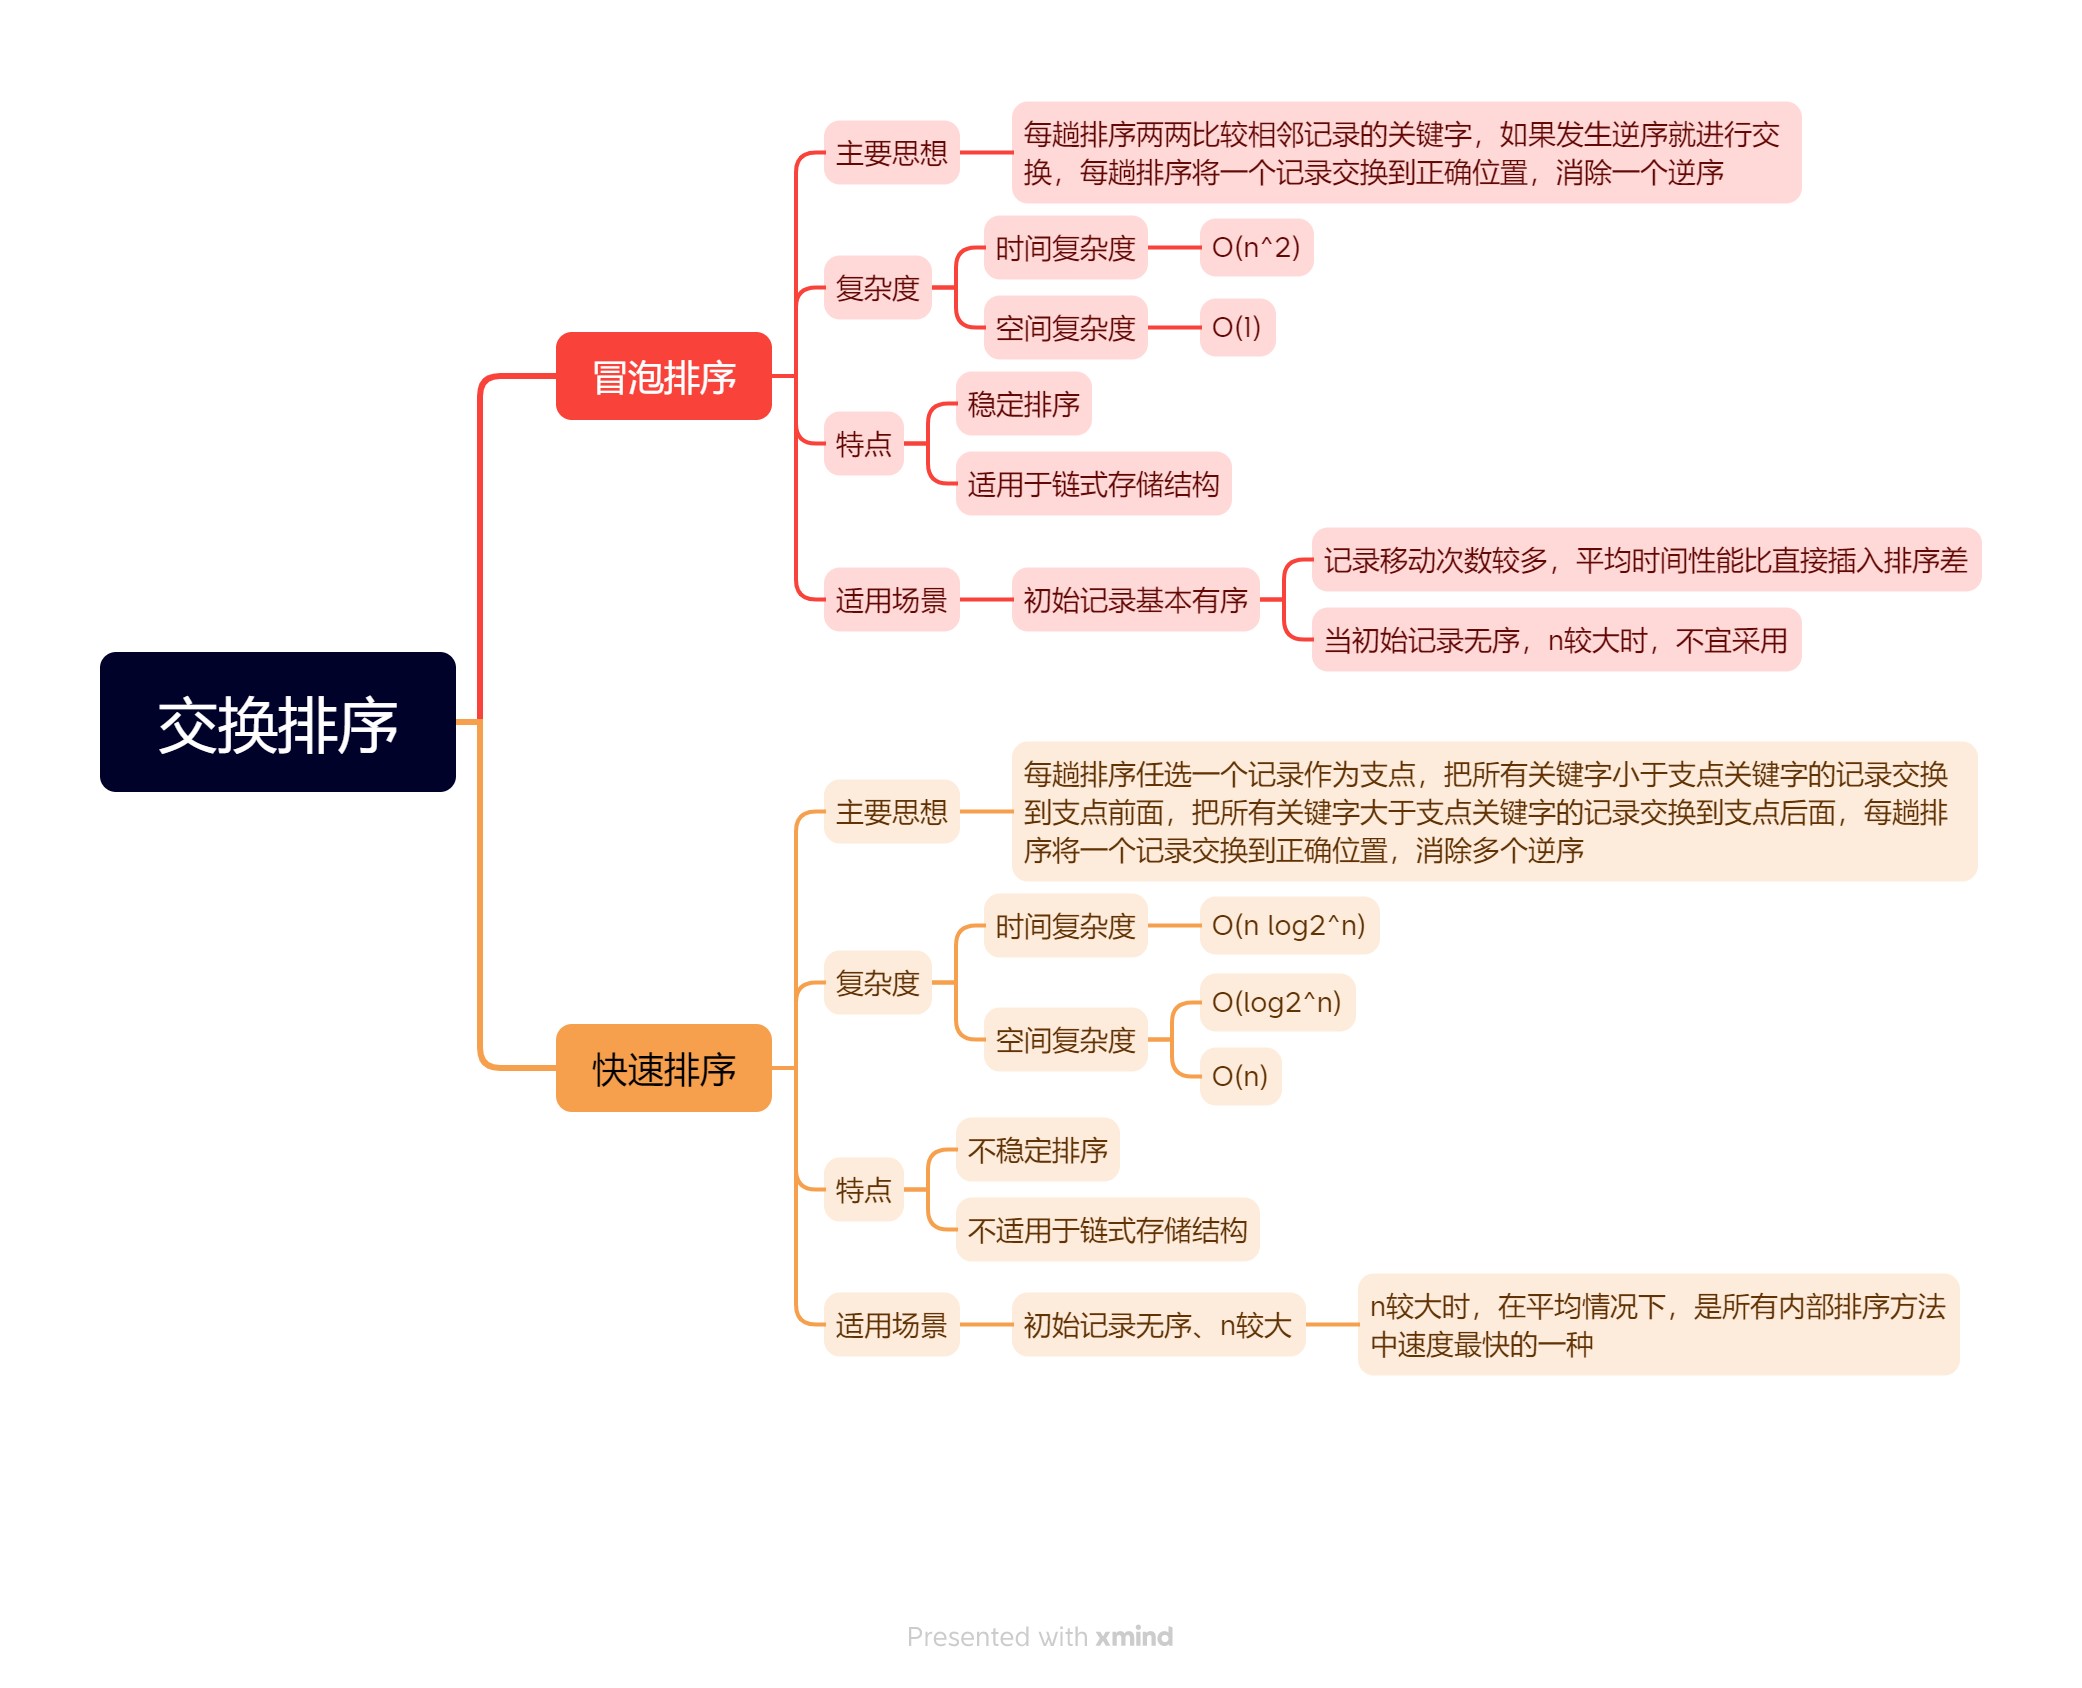 交换排序
冒泡排序
主要思想
每趟排序两两比较相邻记录的关键字，如果发生逆序就进行交
换，每趟排序将一个记录交换到正确位置，消除一个逆序
复杂度
时间复杂度
O(n^2)
空间复杂度
O(1)
特点
稳定排序
适用于链式存储结构
适用场景
初始记录基本有序
记录移动次数较多，平均时间性能比直接插入排序差
当初始记录无序，n较大时，不宜采用
快速排序
主要思想
每趟排序任选一个记录作为支点，把所有关键字小于支点关键字的记录交换
到支点前面，把所有关键字大于支点关键字的记录交换到支点后面，每趟排
序将一个记录交换到正确位置，消除多个逆序
复杂度
时间复杂度
O(n log2^n)
空间复杂度
O(log2^n)
O(n)
特点
不稳定排序
不适用于链式存储结构
适用场景
初始记录无序、n较大
n较大时，在平均情况下，是所有内部排序方法
中速度最快的一种
Presented with xmind